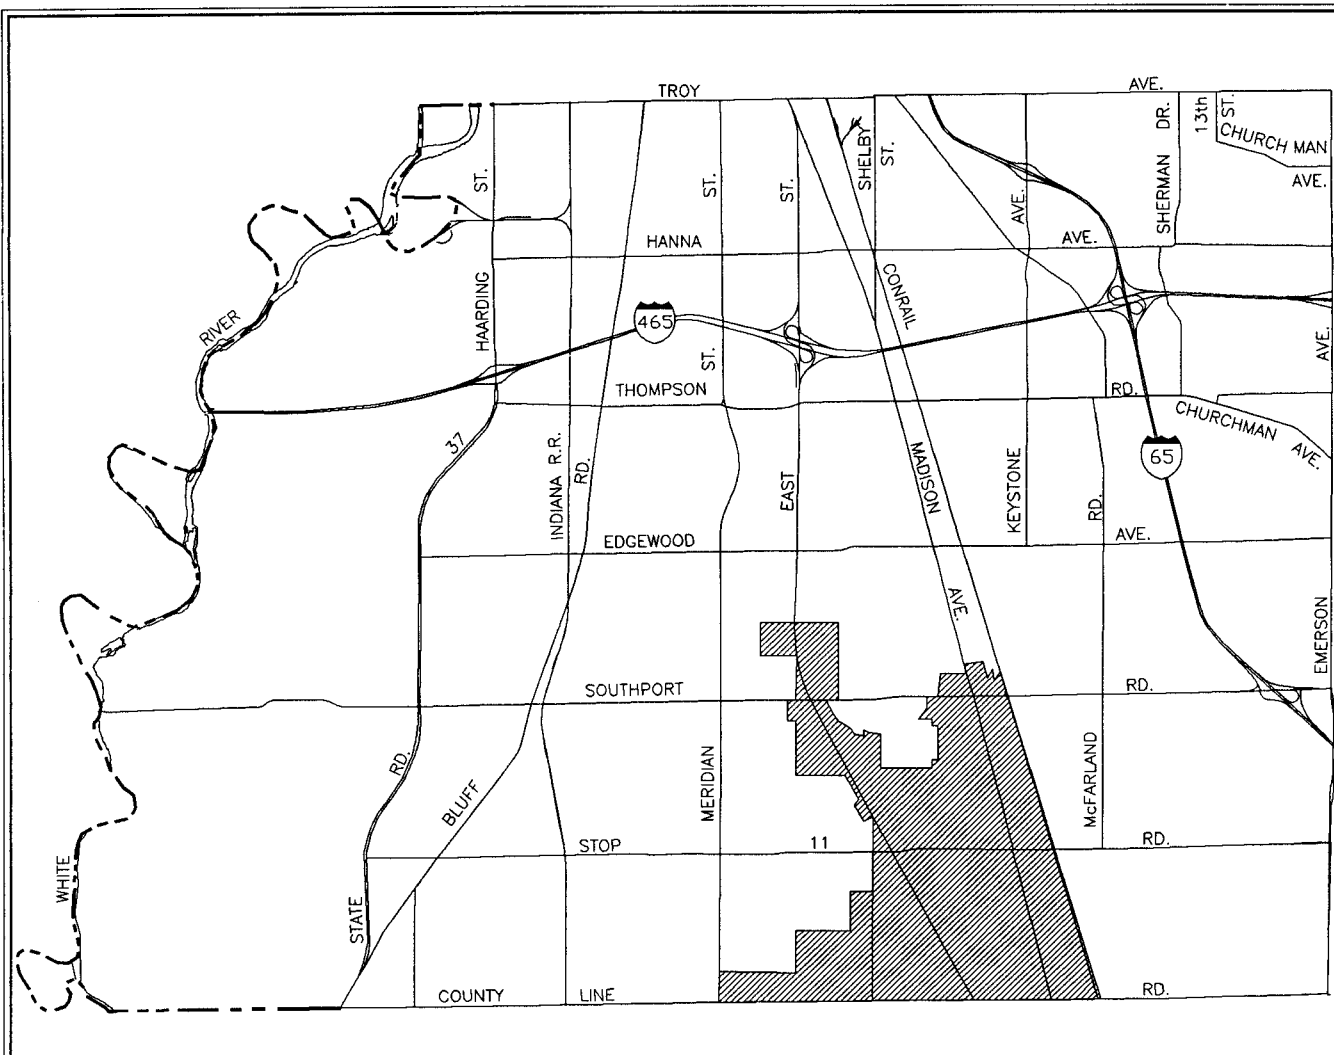 TROY
AVE.
ST.
ST.
ST.
SHELBY
ST.
AVE.
SHERMAN DR.
13th
ST.
CHURCH MAN
AVE.
HANNA
AVE.
HAARDING
CONRAIL
RIVER
465
ST.
AVE.
THOMPSON
RD.
CHURCHMAN
AVE.
37
INDIANA R.R.
RD.
EAST
MADISON
KEYSTONE
RD.
65
EDGEWOOD
AVE.
AVE.
EMERSON
SOUTHPORT
RD.
RD.
BLUFF
MERIDIAN
McFARLAND
STOP
11
RD.
WHITE
STATE
COUNTY
LINE
RD.